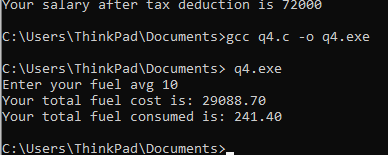 Your salary after tax deduction is 72000
C:\Users\ThinkPad\Documents>gcc q4.c -o q4.exe
C:\Users\ThinkPad\Documents> q4.exe
Enter your fuel avg 10
Your total fuel cost is: 29088.70
Your total fuel consumed is: 241.40
C:\Users\ThinkPad\Documents>